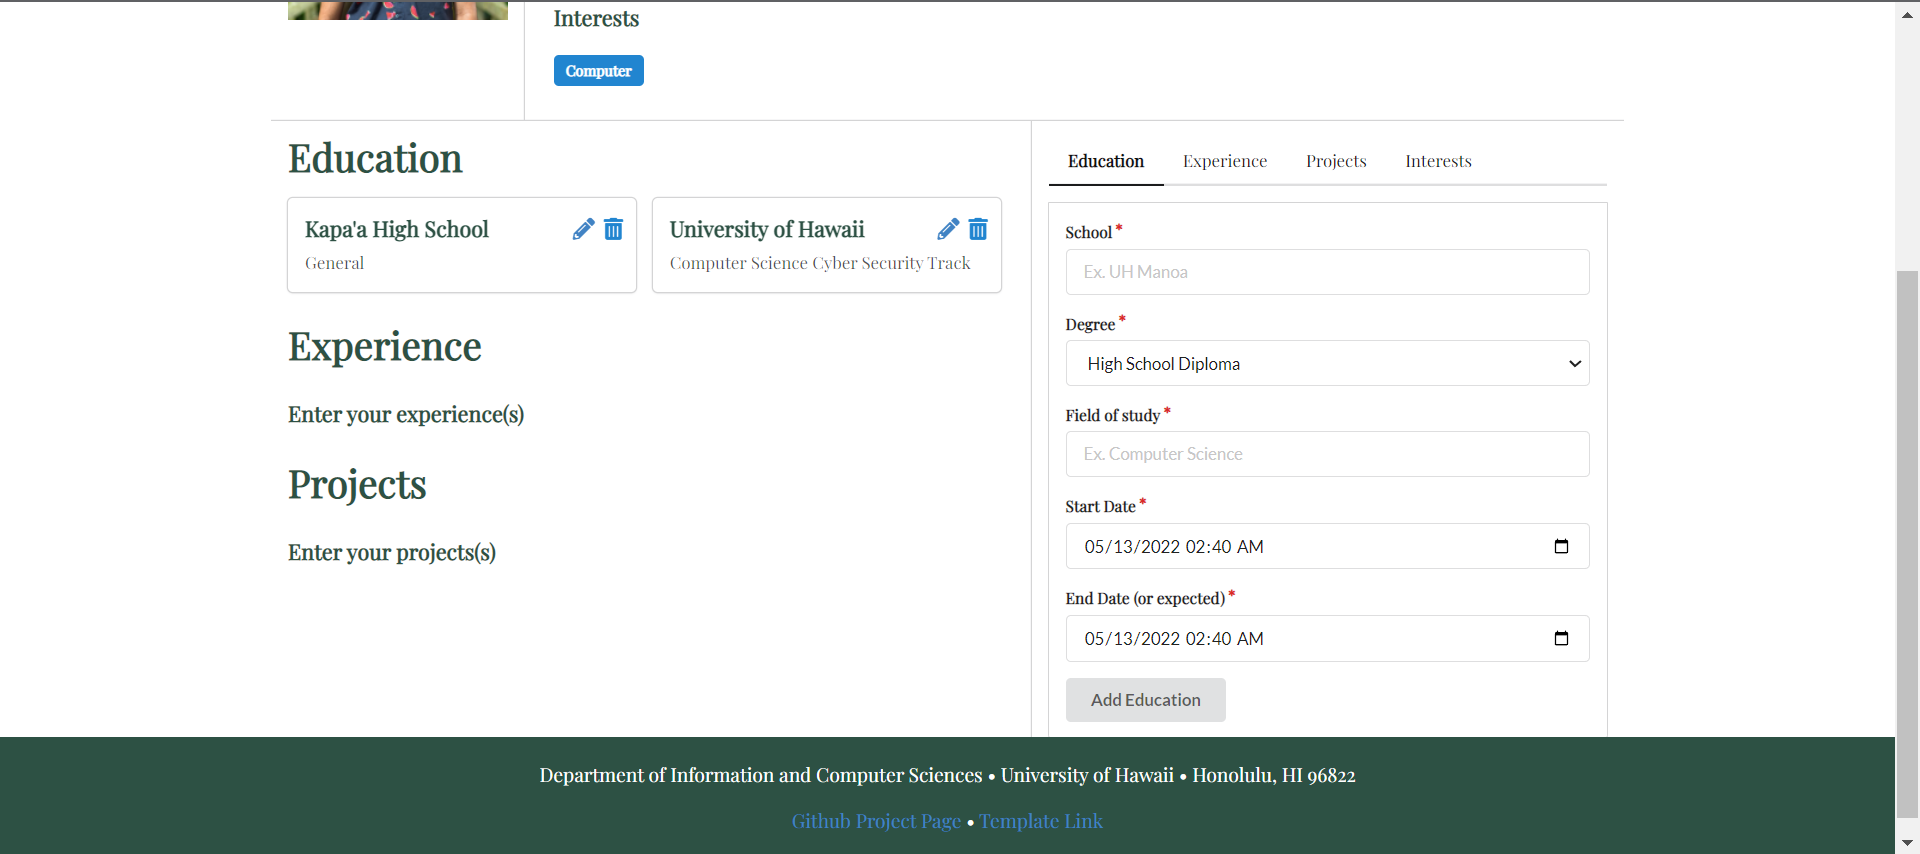 Interests
Computer
Education
Kapa'a High School
General
University of Hawaii
Computer Science Cyber Security Track
Experience
Enter your experience(s)
Projects
Enter your projects(s)
Education Experience Projects Interests
School *
Ex. UH Manoa
Degree *
High School Diploma
Field of study *
Ex. Computer Science
Start Date *
05/13/2022 02:40 AM
End Date (or expected) *
05/13/2022 02:40 AM
Add Education
Department of Information and Computer Sciences • University of Hawaii • Honolulu, HI 96822
Github Project Page • Template Link